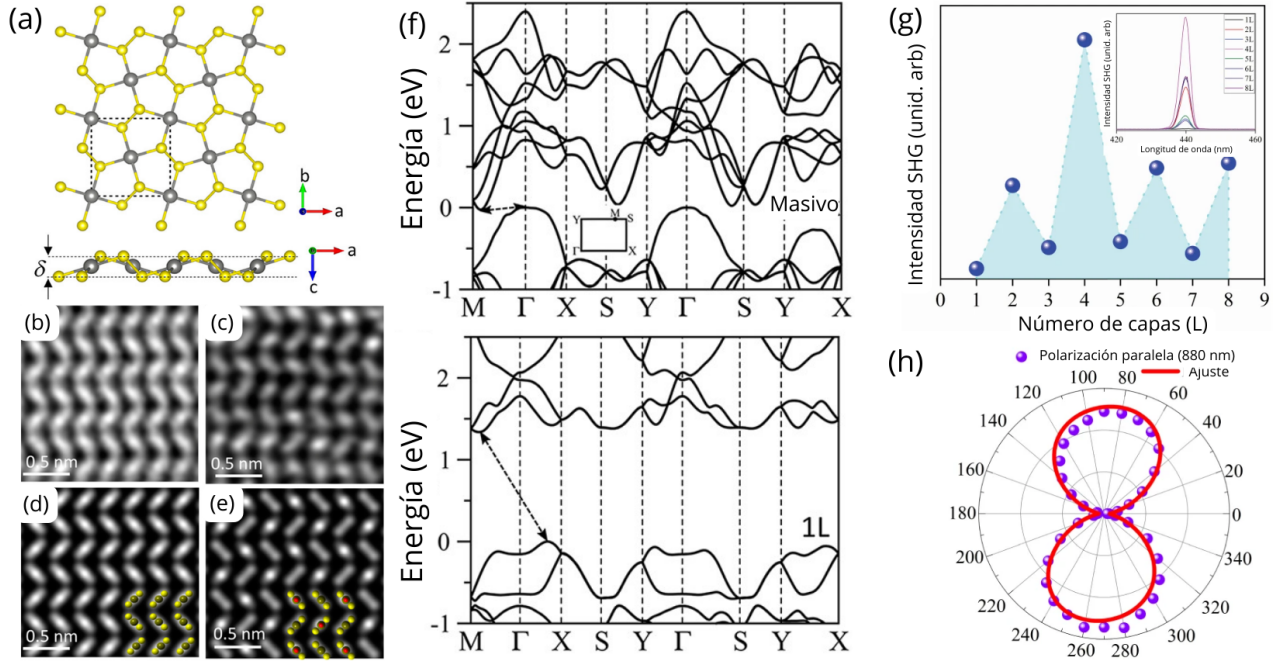 (a)
b
a
δ
a
c
(b)
0.5 nm
(c)
0.5 nm
(d)
0.5 nm
(e)
0.5 nm
(f)
Energía (eV)
2
1
0
-1
Masivo
Y M S
Γ X
M Γ X S Y Γ S Y X
Energía (eV)
2
1
0
-1
1L
M Γ X S Y Γ S Y X
(g)
Intensidad SHG (unid. arb)
Intensidad SHG (unid. arb)
1L
2L
3L
4L
5L
6L
7L
8L
420 440 460
Longitud de onda (nm)
0 1 2 3 4 5 6 7 8 9
Número de capas (L)
(h)
Polarización paralela (880 nm)
Ajuste
100 80
120 60
140 40
160 20
180 0
200 340
220 320
240 300
260 280